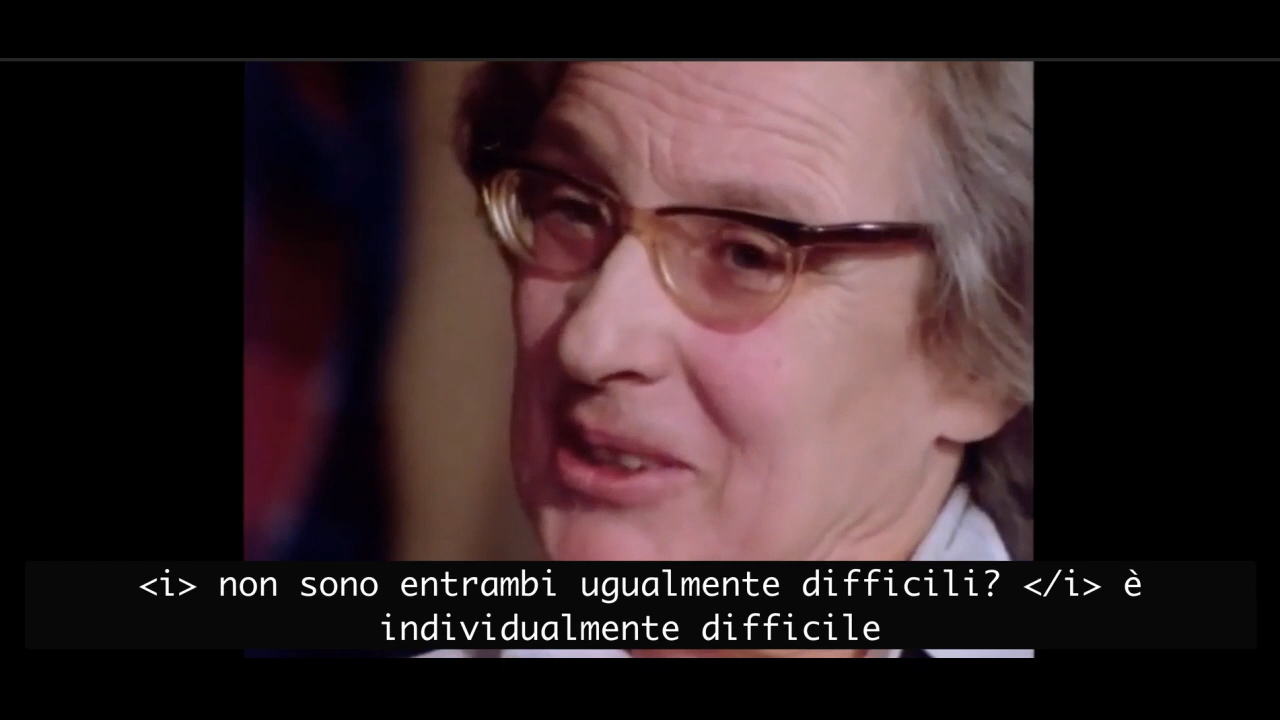 <i> non sono entrambi ugualmente difficili? </i> è
individualmente difficile